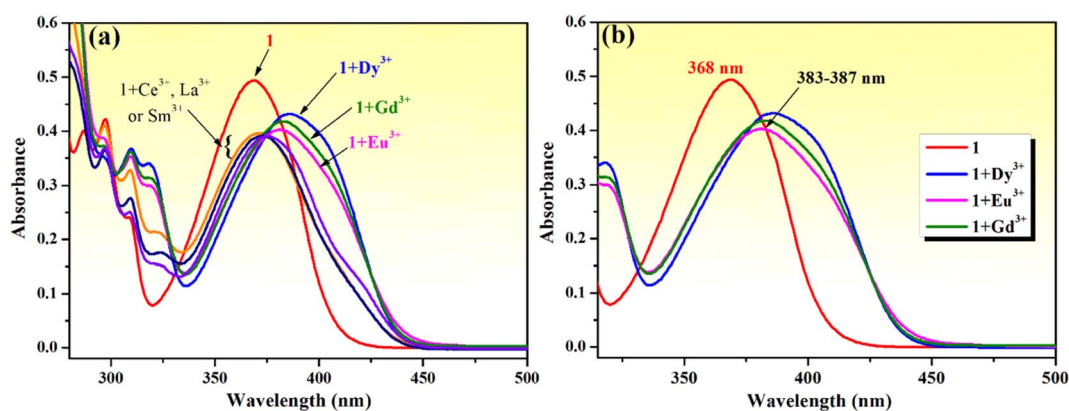 (a)
1
1+Ce³⁺, La³⁺
or Sm³⁺
{
1+Dy³⁺
1+Gd³⁺
1+Eu³⁺
0.6
0.5
0.4
0.3
0.2
0.1
0.0
Absorbance
250
300
350
400
450
500
Wavelength (nm)
(b)
368 nm
383-387 nm
1
1+Dy³⁺
1+Eu³⁺
1+Gd³⁺
0.6
0.5
0.4
0.3
0.2
0.1
0.0
Absorbance
350
400
450
500
Wavelength (nm)